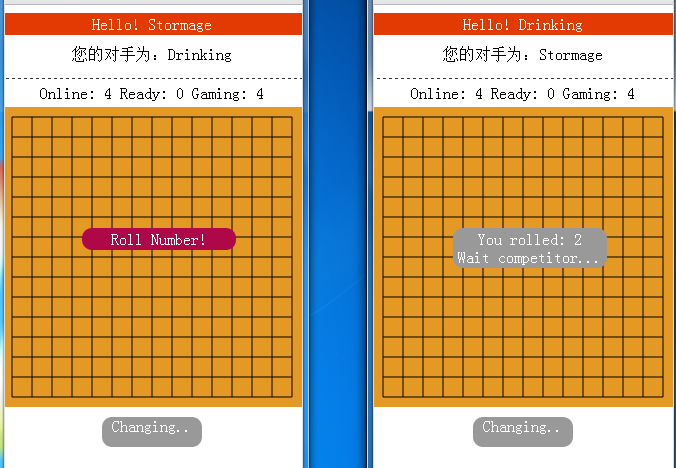 Hello! Stormage
您的对手为：Drinking
Online: 4 Ready: 0 Gaming: 4
Roll Number!
Changing..
Hello! Drinking
您的对手为：Stormage
Online: 4 Ready: 0 Gaming: 4
You rolled: 2
Wait competitor...
Changing..